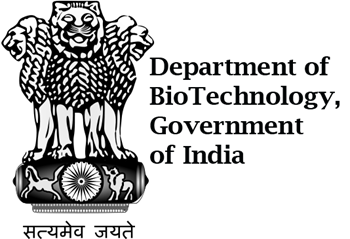 Department of
BioTechnology,
Government
of India
सत्यमेव जयते